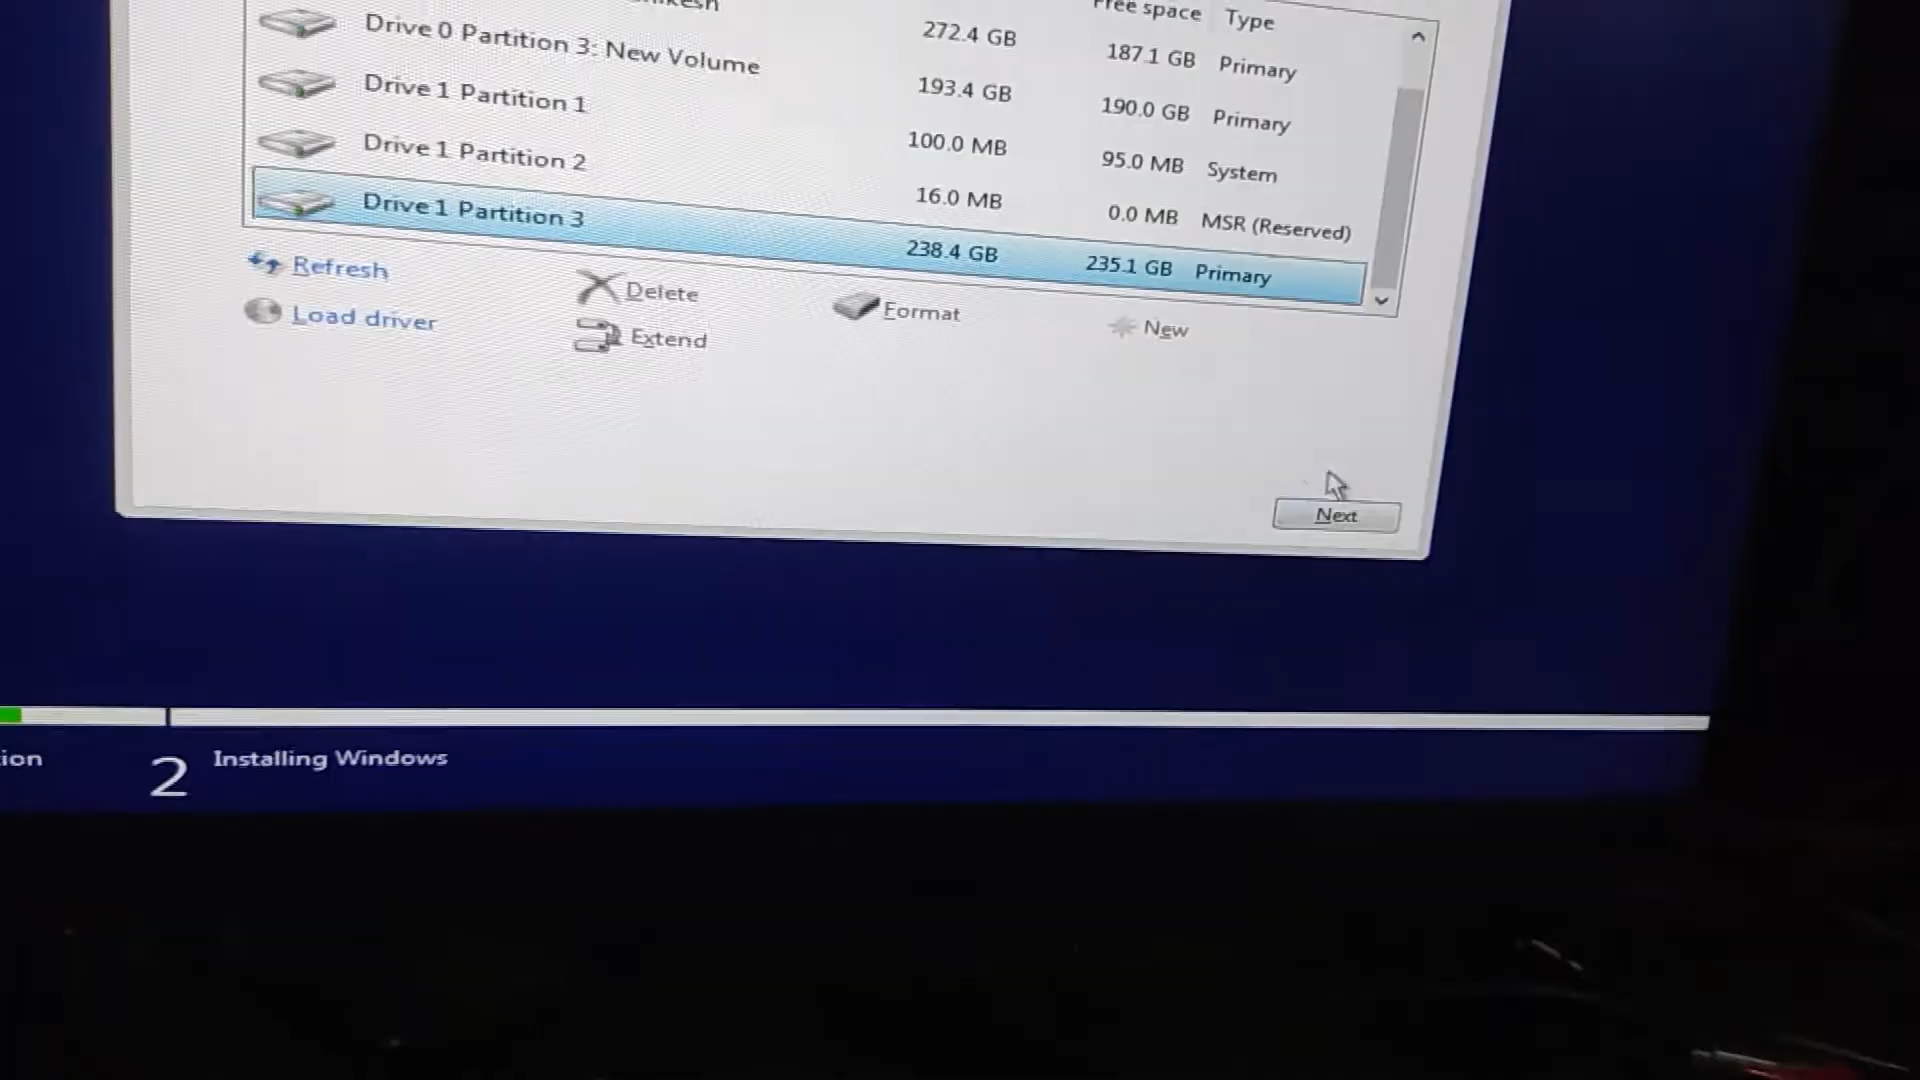 Free space Type
272.4 GB 187.1 GB Primary
Drive 0 Partition 3: New Volume 193.4 GB 190.0 GB Primary
Drive 1 Partition 1 100.0 MB 95.0 MB System
Drive 1 Partition 2 16.0 MB 0.0 MB MSR (Reserved)
Drive 1 Partition 3 238.4 GB 235.1 GB Primary
Refresh Delete Format New
Load driver Extend
Next
ion 2 Installing Windows